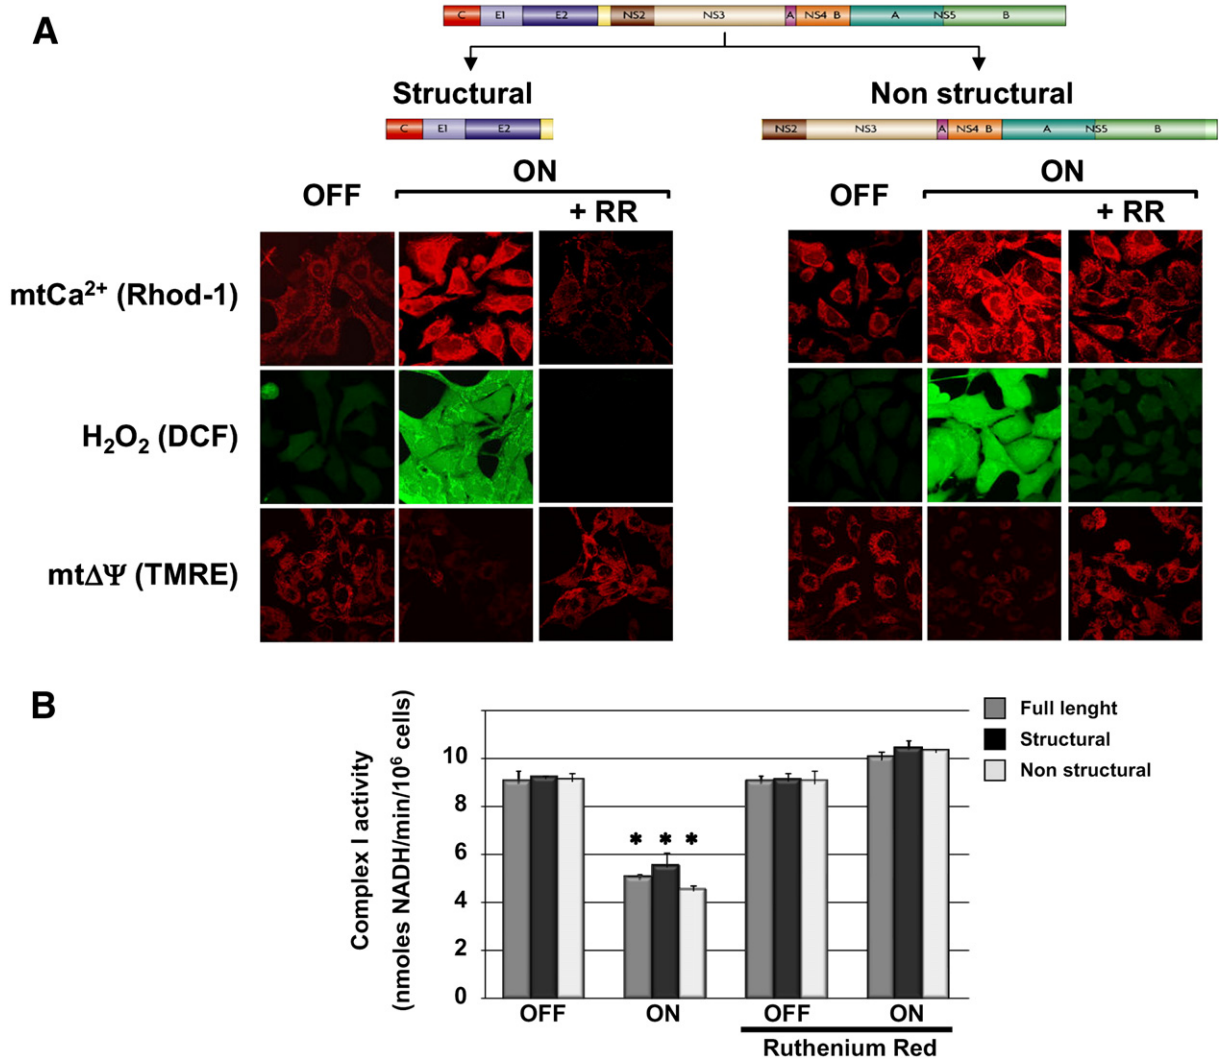 A
C E1 E2 NS2 NS3 A NS4 B A NS5 B
Structural
Non structural
C E1 E2
NS2 NS3 A NS4 B A NS5 B
OFF
ON
+ RR
OFF
ON
+ RR
mtCa²⁺ (Rhod-1)
H₂O₂ (DCF)
mtΔΨ (TMRE)
B
Complex I activity
(nmoles NADH/min/10⁶ cells)
10
8
6
4
2
0
* * *
OFF
ON
OFF
ON
Ruthenium Red
Full lenght
Structural
Non structural